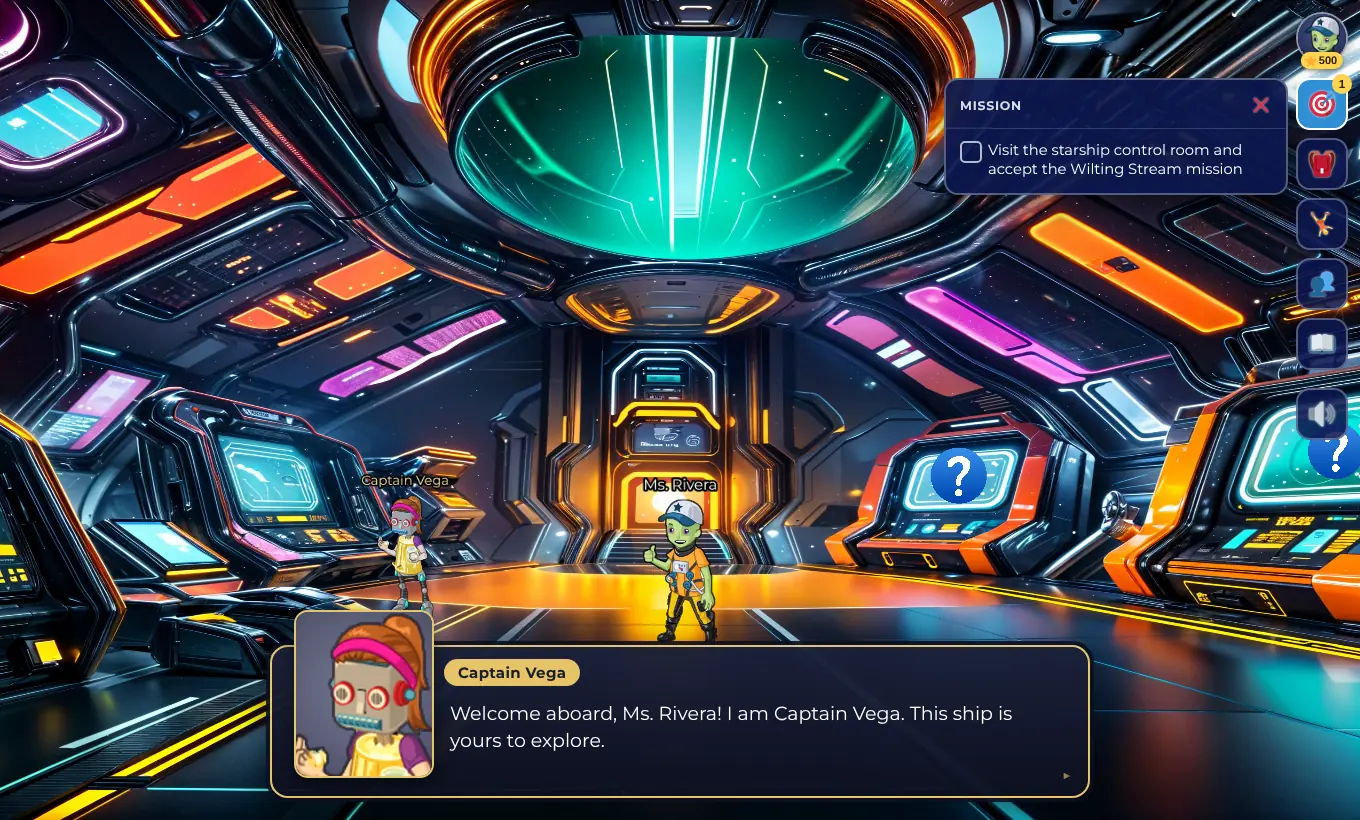 500
1
MISSION
Visit the starship control room and
accept the Wilting Stream mission
Captain Vega
Ms. Rivera
?
?
Captain Vega
Welcome aboard, Ms. Rivera! I am Captain Vega. This ship is
yours to explore.